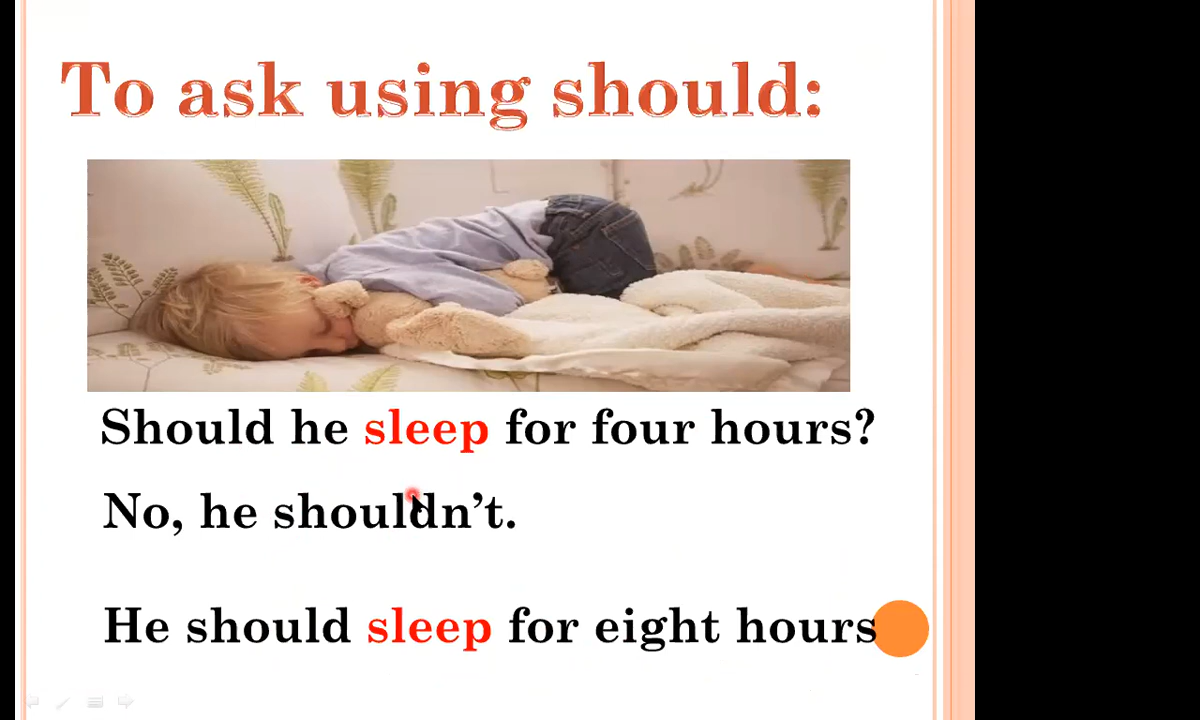 To ask using should:
Should he sleep for four hours?
No, he shouldn’t.
He should sleep for eight hours